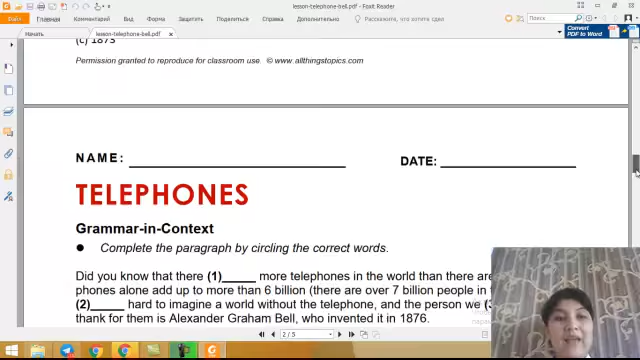 lesson-telephone-bell.pdf - Foxit Reader
Файл
Главная
Комментарий
Вид
Заполнить
Защитить
Поделиться
Справка
Дополнительно
Расскажите, что хотите сделат
Поиск
Начать
lesson-telephone-bell.pdf
Convert
PDF to Word
(c) 1873
Permission granted to reproduce for classroom use. © www.allthingstopics.com
NAME:
DATE:
TELEPHONES
Grammar-in-Context
● Complete the paragraph by circling the correct words.
Did you know that there (1)_____ more telephones in the world than there are
phones alone add up to more than 6 billion (there are over 7 billion people in t
(2)_____ hard to imagine a world without the telephone, and the person we (3
thank for them is Alexander Graham Bell, who invented it in 1876.
2 / 3